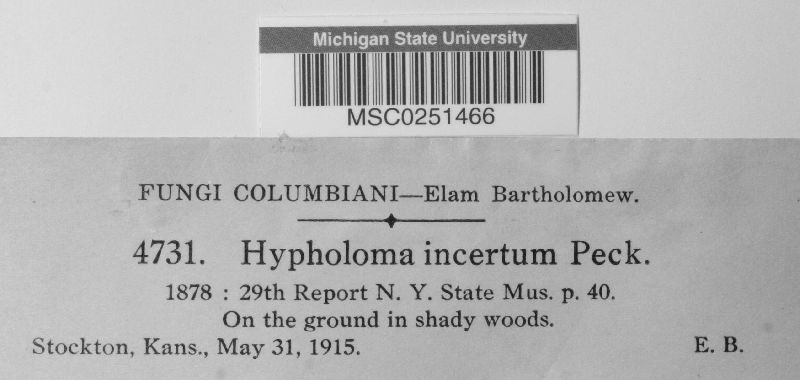 Michigan State University
MSC0251466
FUNGI COLUMBIANI—Elam Bartholomew.
4731. Hypholoma incertum Peck.
1878 : 29th Report N. Y. State Mus. p. 40.
On the ground in shady woods.
Stockton, Kans., May 31, 1915. E. B.